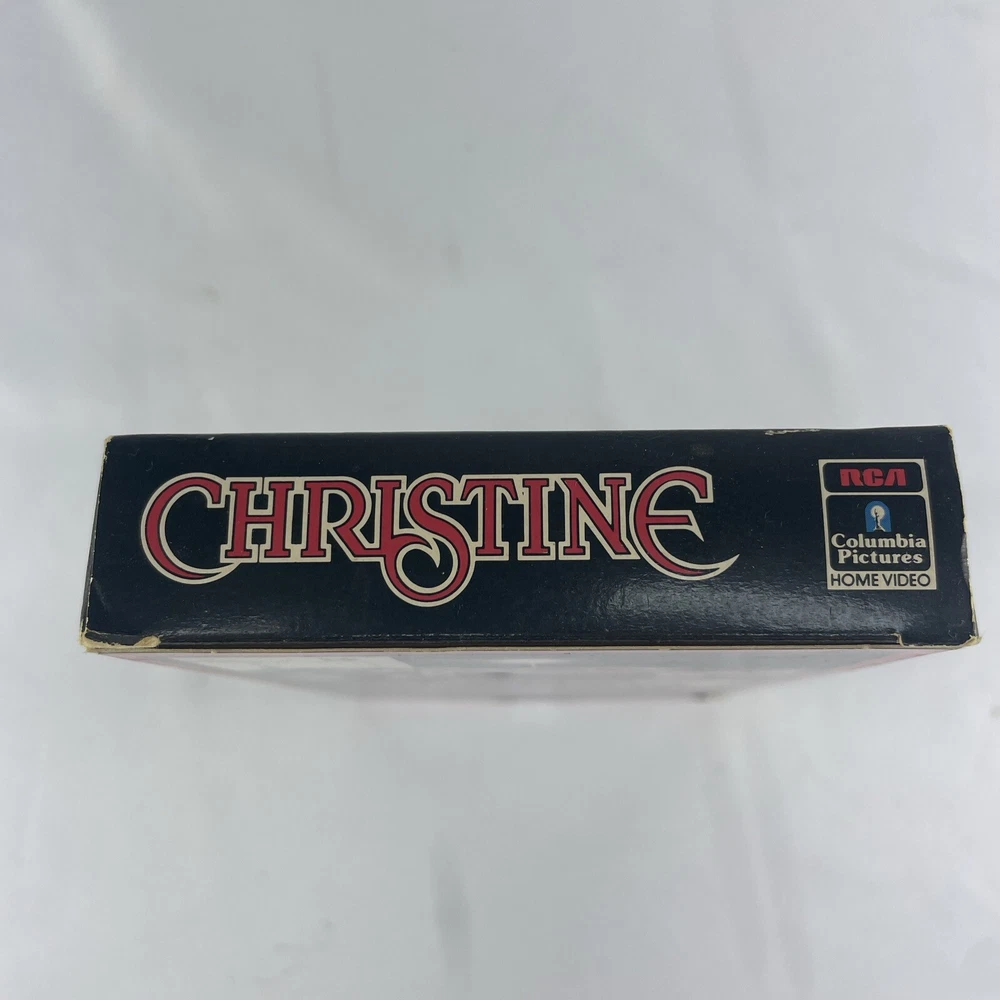 CHRISTINE
RCA
Columbia
Pictures
HOME VIDEO